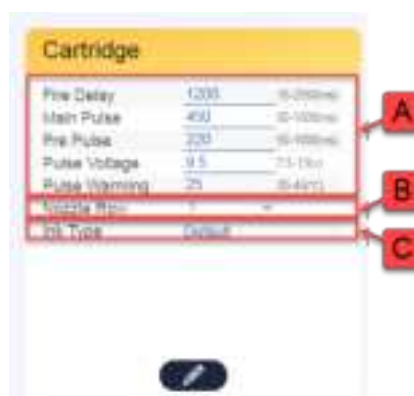 Cartridge
Fire Delay 1200
Main Pulse 450
Pre Pulse 220
Pulse Voltage 9.5
Pulse Warming 25
Nozzle Row
Ink Type Default
A
B
C